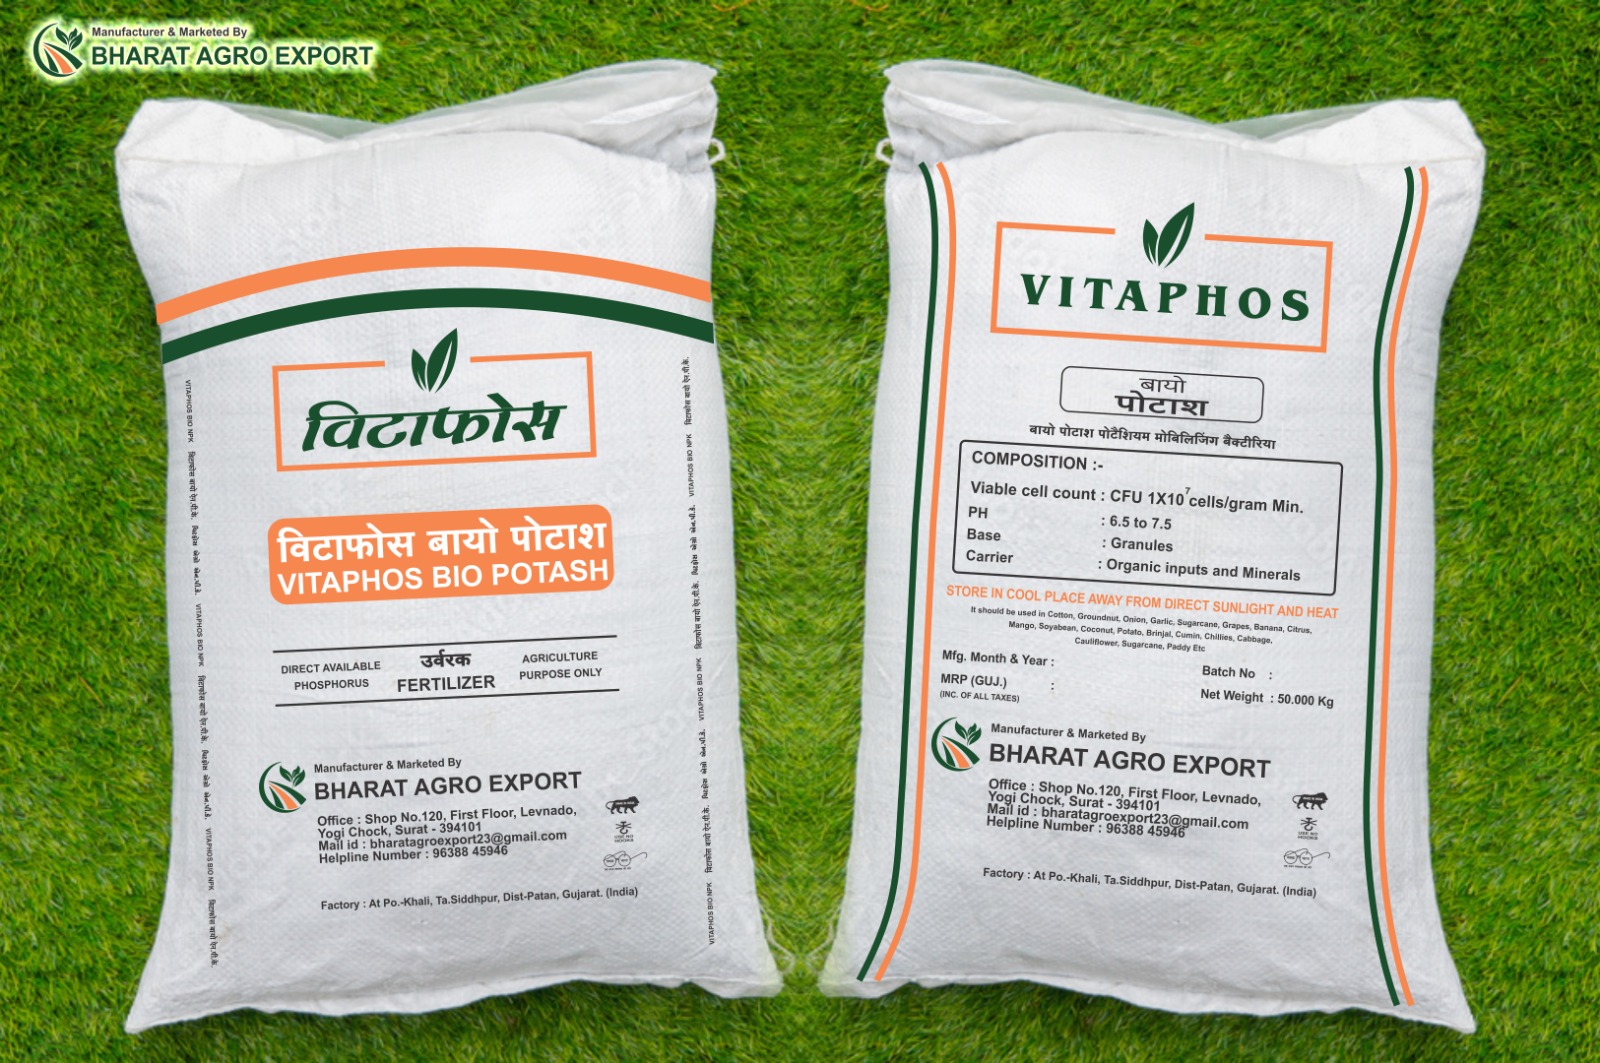 Manufacturer & Marketed By
BHARAT AGRO EXPORT
विटाफोस
विटाफोस बायो पोटाश
VITAPHOS BIO POTASH
DIRECT AVAILABLE
PHOSPHORUS
उर्वरक
FERTILIZER
AGRICULTURE
PURPOSE ONLY
Manufacturer & Marketed By
BHARAT AGRO EXPORT
Office : Shop No.120, First Floor, Levnado,
Yogi Chock, Surat - 394101
Mail id : bharatagroexport23@gmail.com
Helpline Number : 96388 45946
Factory : At Po.-Khali, Ta.Siddhpur, Dist-Patan, Gujarat. (India)
VITAPHOS BIO NPK विटाफोस बायो ऐन.पी.के.
VITAPHOS BIO NPK विटाफोस बायो ऐन.पी.के.
VITAPHOS
बायो
पोटाश
बायो पोटाश पोटैशियम मोबिलिजिंग बैक्टीरिया
COMPOSITION :-
Viable cell count : CFU 1X10⁷cells/gram Min.
PH : 6.5 to 7.5
Base : Granules
Carrier : Organic inputs and Minerals
STORE IN COOL PLACE AWAY FROM DIRECT SUNLIGHT AND HEAT
It should be used in Cotton, Groundnut, Onion, Garlic, Sugarcane, Grapes, Banana, Citrus,
Mango, Soyabean, Coconut, Potato, Brinjal, Cumin, Chillies, Cabbage,
Cauliflower, Sugarcane, Paddy Etc
Mfg. Month & Year :
Batch No :
MRP (GUJ.) :
(INC. OF ALL TAXES)
Net Weight : 50.000 Kg
Manufacturer & Marketed By
BHARAT AGRO EXPORT
Office : Shop No.120, First Floor, Levnado,
Yogi Chock, Surat - 394101
Mail id : bharatagroexport23@gmail.com
Helpline Number : 96388 45946
Factory : At Po.-Khali, Ta.Siddhpur, Dist-Patan, Gujarat. (India)